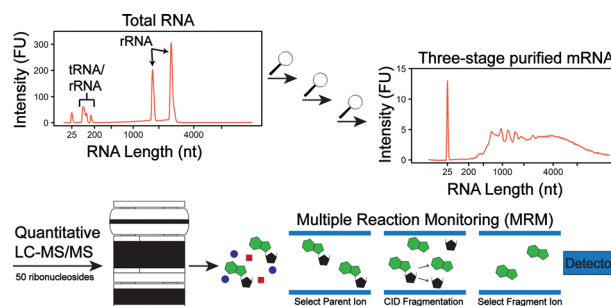 Total RNA
Intensity (FU)
300
200
100
0
rRNA
tRNA/
rRNA
25
200
1000
4000
RNA Length (nt)
Three-stage purified mRNA
Intensity (FU)
15
10
5
0
25
200
1000
4000
RNA Length (nt)
Quantitative
LC-MS/MS
50 ribonucleosides
Multiple Reaction Monitoring (MRM)
Select Parent Ion
CID Fragmentation
Select Fragment Ion
Detecto